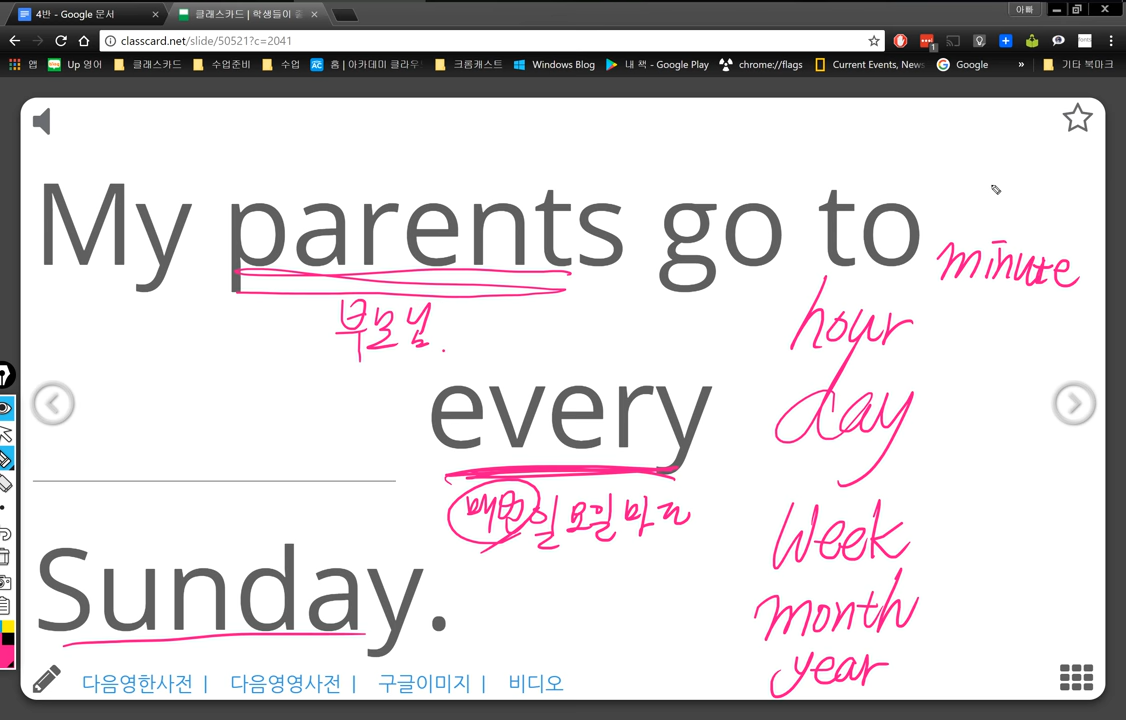 4반 - Google 문서
클래스카드 | 학생들이 즐
아빠
classcard.net/slide/50521?c=2041
앱 Up 영어 클래스카드 수업준비 수업 홈 | 아카데미 클라우 크롬캐스트 Windows Blog 내 책 - Google Play chrome://flags Current Events, News Google » 기타 북마크
My parents go to
minute
부모님.
hour
every
day
매번일요일마다
week
Sunday.
month
year
다음영한사전 | 다음영영사전 | 구글이미지 | 비디오